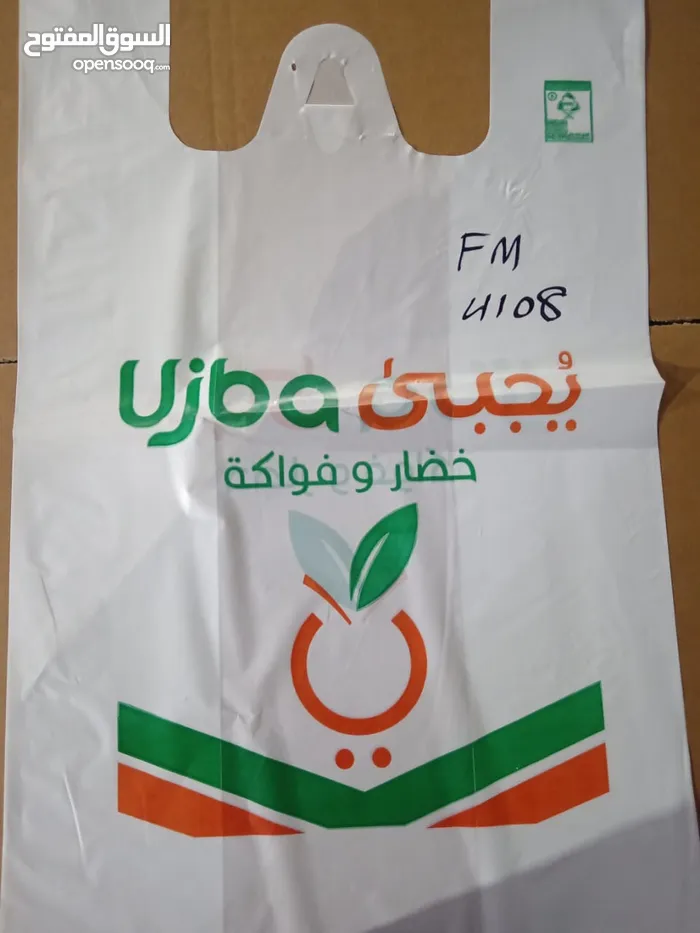 السوق المفتوح
opensooq.com
FM
4108
Ujba يُجبىٰ
خضار و فواكة